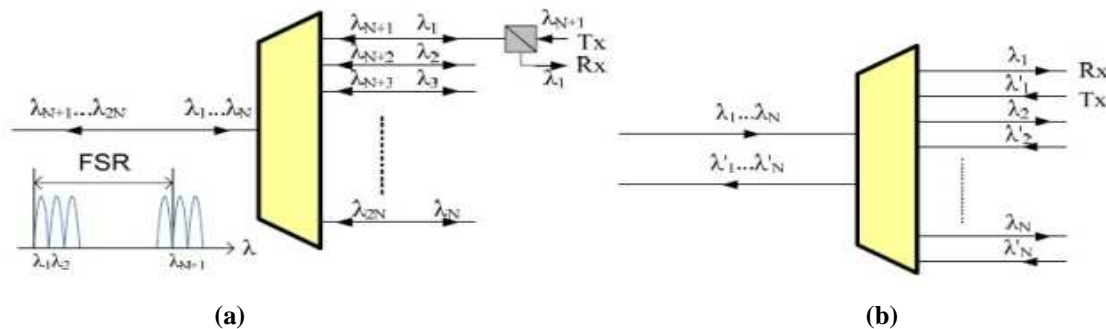 λN+1 λ1 λN+1 Tx
λN+2 λ2 Rx
λN+3 λ3 λ1
λN+1...λ2N λ1...λN
FSR
λ2N λN
λ1λ2 λN+1 λ
(a)
λ1 Rx
λ'1 Tx
λ1...λN λ2
λ'1...λ'N λ'2
λN
λ'N
(b)